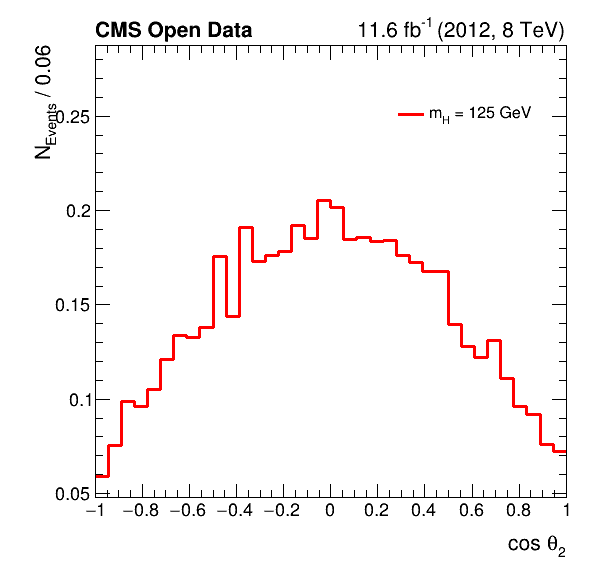 CMS Open Data 11.6 fb⁻¹ (2012, 8 TeV)
N_Events / 0.06
m_H = 125 GeV
0.25
0.2
0.15
0.1
0.05
−1 −0.8 −0.6 −0.4 −0.2 0 0.2 0.4 0.6 0.8 1
cos θ₂